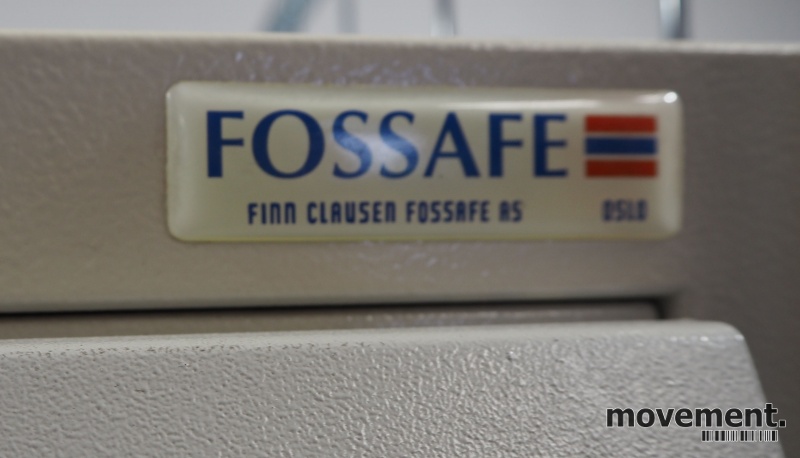 FOSSAFE
FINN CLAUSEN FOSSAFE AS OSLO
movement.